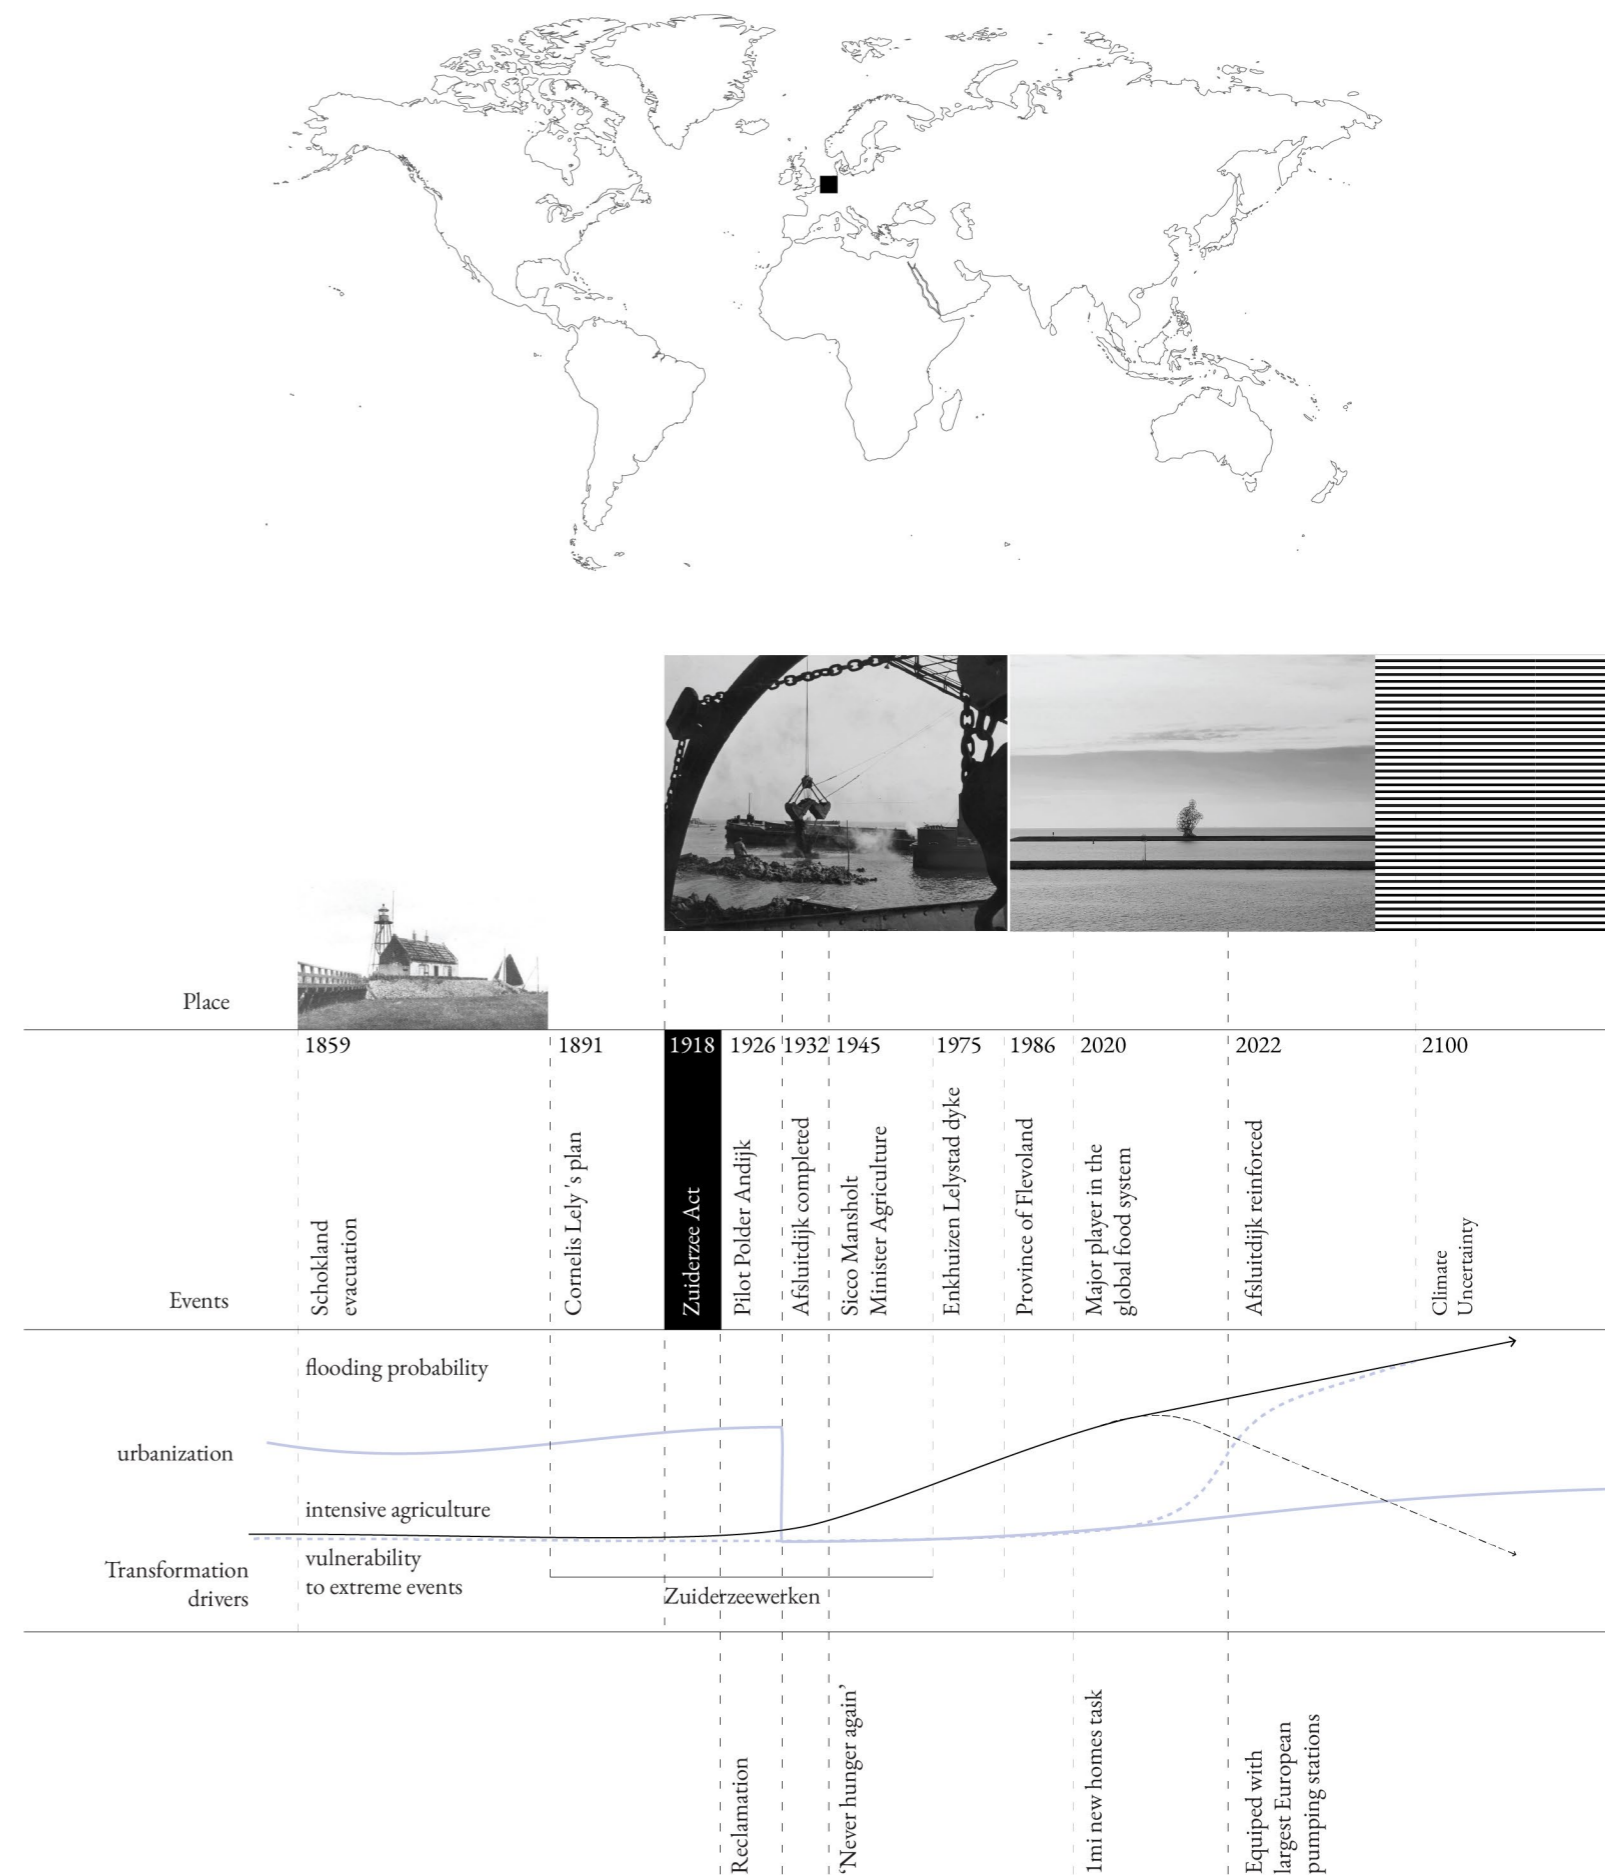 Place
1859
1891
1918
1926
1932
1945
1975
1986
2020
2022
2100
Events
Schokland
evacuation
Cornelis Lely 's plan
Zuiderzee Act
Pilot Polder Andijk
Afsluitdijk completed
Sicco Mansholt
Minister Agriculture
Enkhuizen Lelystad dyke
Province of Flevoland
Major player in the
global food system
Afsluitdijk reinforced
Climate
Uncertainty
flooding probability
urbanization
intensive agriculture
vulnerability
to extreme events
Transformation
drivers
Zuiderzeewerken
Reclamation
'Never hunger again'
1mi new homes task
Equiped with
largest European
pumping stations